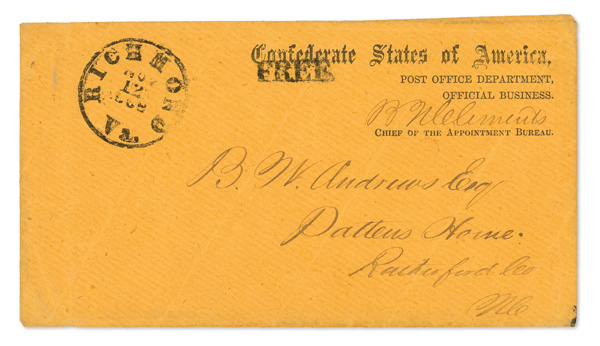 RICHMOND Va.
NOV
12
1862
Confederate States of America,
FREE
POST OFFICE DEPARTMENT,
OFFICIAL BUSINESS.
B N Clements
CHIEF OF THE APPOINTMENT BUREAU.
B. W. Andrews Esq
Pattens Home.
Rutherford Co
NC